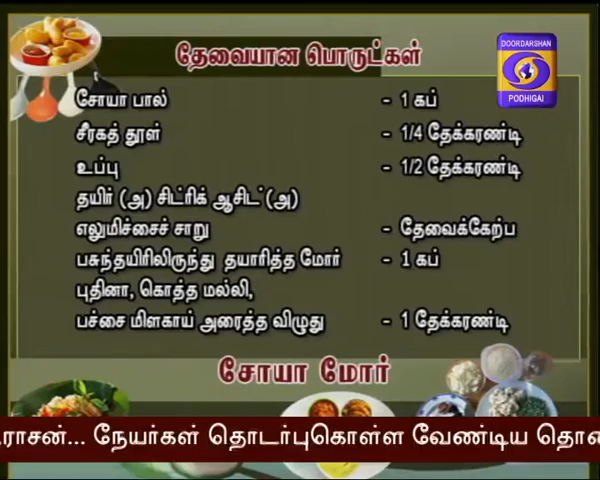 தேவையான பொருட்கள்
DOORDARSHAN
PODHIGAI
சோயா பால் - 1 கப்
சீரகத் தூள் - 1/4 தேக்கரண்டி
உப்பு - 1/2 தேக்கரண்டி
தயிர் (அ) சிட்ரிக் ஆசிட் (அ)
எலுமிச்சைச் சாறு - தேவைக்கேற்ப
பசுந்தயிரிலிருந்து தயாரித்த மோர் - 1 கப்
புதினா, கொத்த மல்லி,
பச்சை மிளகாய் அரைத்த விழுது - 1 தேக்கரண்டி
சோயா மோர்
ராசன்... நேயர்கள் தொடர்புகொள்ள வேண்டிய